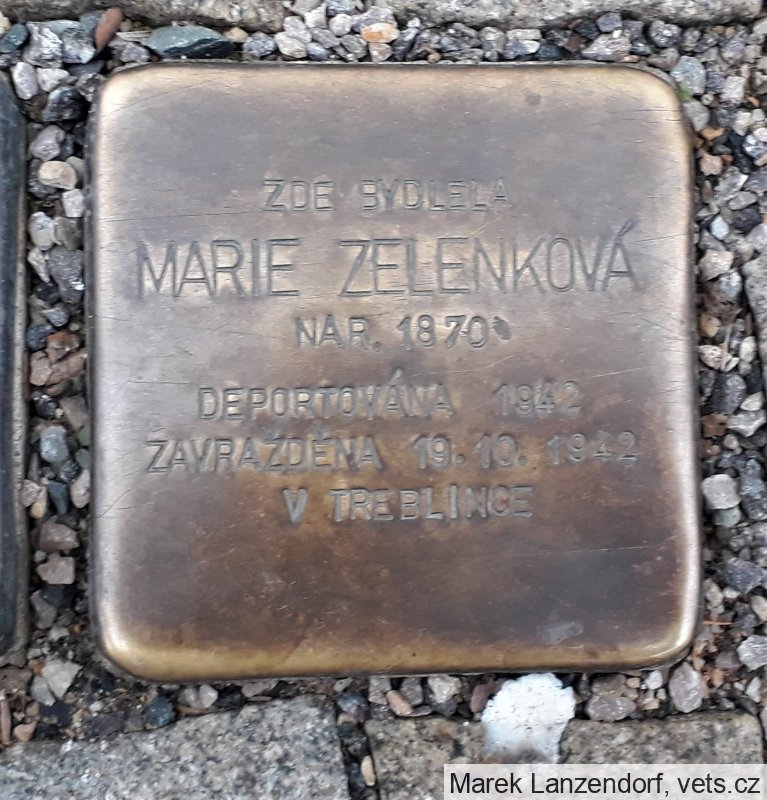 ZDE BYDLELA
MARIE ZELENKOVÁ
NAR. 1870
DEPORTOVÁNA 1942
ZAVRAŽDĚNA 19.10.1942
V TREBLINCE
Marek Lanzendorf, vets.cz